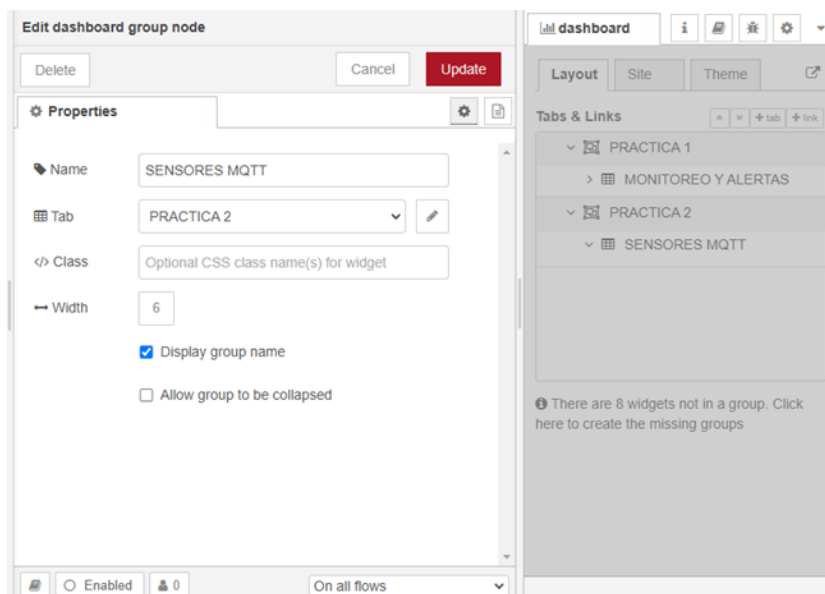 Edit dashboard group node
Delete
Cancel
Update
Properties
Name
SENSORES MQTT
Tab
PRACTICA 2
Class
Optional CSS class name(s) for widget
Width
6
Display group name
Allow group to be collapsed
Enabled
0
On all flows
dashboard
Layout
Site
Theme
Tabs & Links
+tab
+link
PRACTICA 1
MONITOREO Y ALERTAS
PRACTICA 2
SENSORES MQTT
There are 8 widgets not in a group. Click
here to create the missing groups